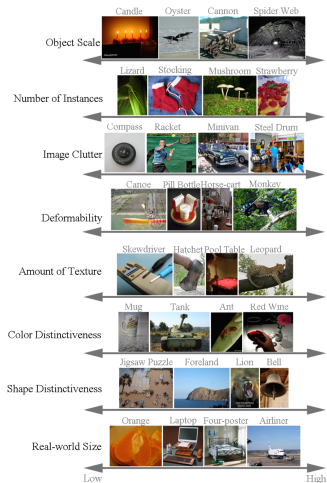 Candle Oyster Cannon Spider Web
Object Scale
Lizard Stocking Mushroom Strawberry
Number of Instances
Compass Racket Minivan Steel Drum
Image Clutter
Canoe Pill Bottle Horse-cart Monkey
Deformability
Skewdriver Hatchet Pool Table Leopard
Amount of Texture
Mug Tank Ant Red Wine
Color Distinctiveness
Jigsaw Puzzle Foreland Lion Bell
Shape Distinctiveness
Orange Laptop Four-poster Airliner
Real-world Size
Low High